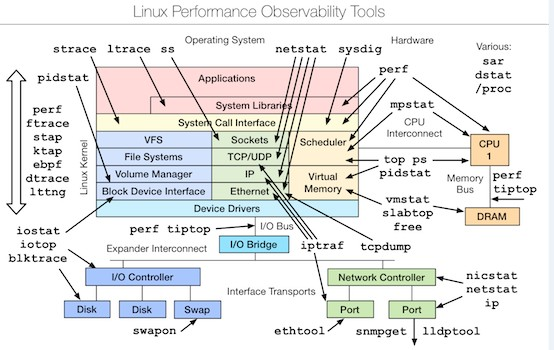 Linux Performance Observability Tools
Operating System
Hardware
Various:
sar
dstat
/proc
strace ltrace ss netstat sysdig
perf
pidstat
mpstat
Applications
System Libraries
System Call Interface
VFS
Sockets
Scheduler
File Systems
TCP/UDP
Volume Manager
IP
Virtual Memory
Block Device Interface
Ethernet
Device Drivers
Linux Kernel
perf
ftrace
stap
ktap
ebpf
dtrace
lttng
CPU Interconnect
CPU 1
top ps
pidstat
Memory Bus
perf
tiptop
vmstat
slabtop
free
DRAM
iostat
iotop
blktrace
perf tiptop
I/O Bus
Expander Interconnect
I/O Bridge
iptraf
tcpdump
I/O Controller
Network Controller
nicstat
netstat
ip
Interface Transports
Disk
Disk
Swap
Port
Port
swapon
ethtool
snmpget
lldptool